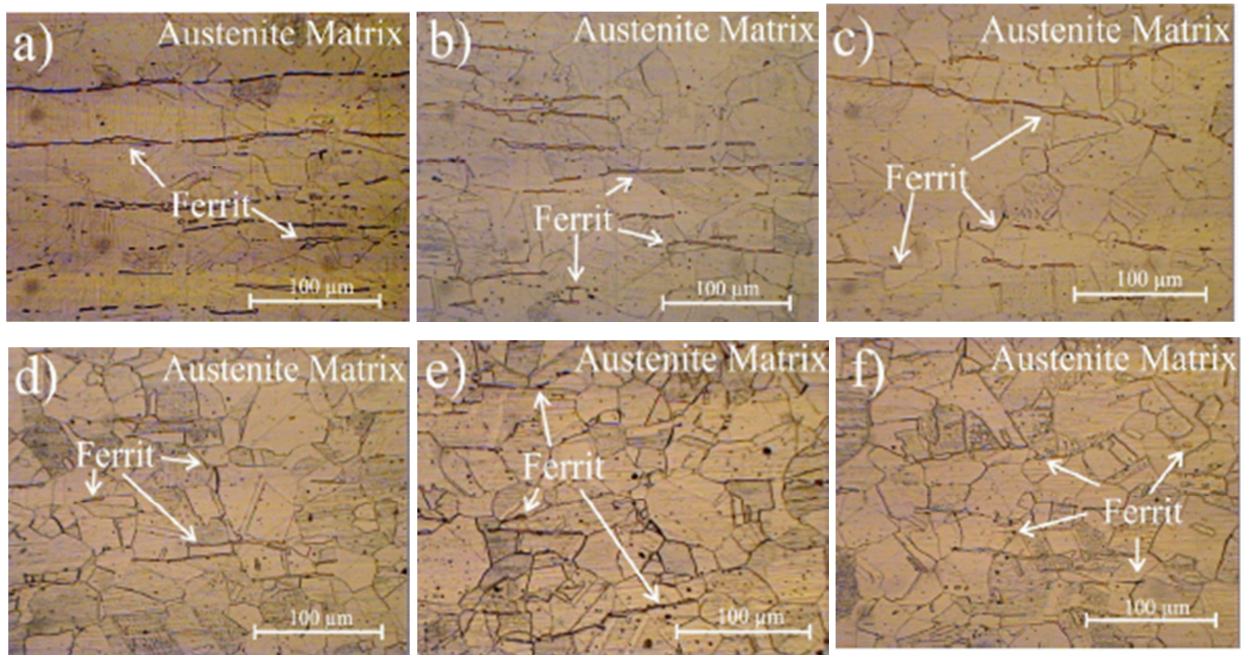 a) Austenite Matrix
Ferrit
100 µm
b) Austenite Matrix
Ferrit
100 µm
c) Austenite Matrix
Ferrit
100 µm
d) Austenite Matrix
Ferrit
100 µm
e) Austenite Matrix
Ferrit
100 µm
f) Austenite Matrix
Ferrit
100 µm